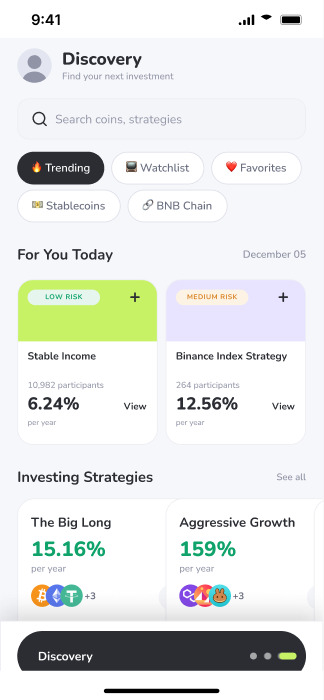 9:41
Discovery
Find your next investment
Search coins, strategies
Trending
Watchlist
Favorites
Stablecoins
BNB Chain
For You Today
December 05
LOW RISK
+
MEDIUM RISK
+
Stable Income
Binance Index Strategy
10,982 participants
264 participants
6.24%
View
12.56%
View
per year
per year
Investing Strategies
See all
The Big Long
Aggressive Growth
15.16%
159%
per year
per year
+3
+3
Discovery